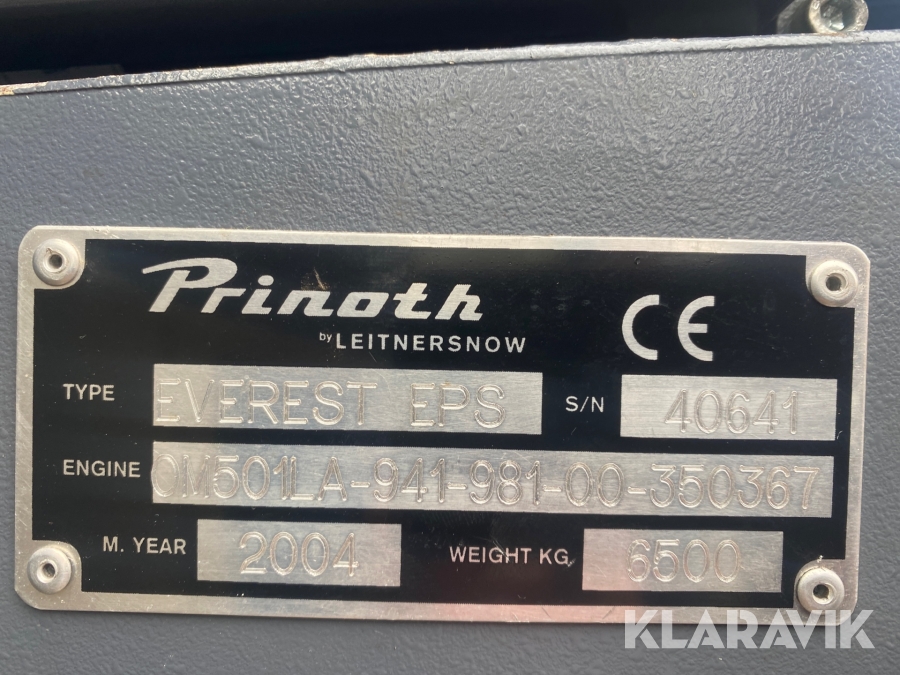 Prinoth
by LEITNERSNOW
CE
TYPE EVEREST EPS S/N 40641
ENGINE OM501LA-941-981-00-350367
M. YEAR 2004 WEIGHT KG 6500
KLARAVIK